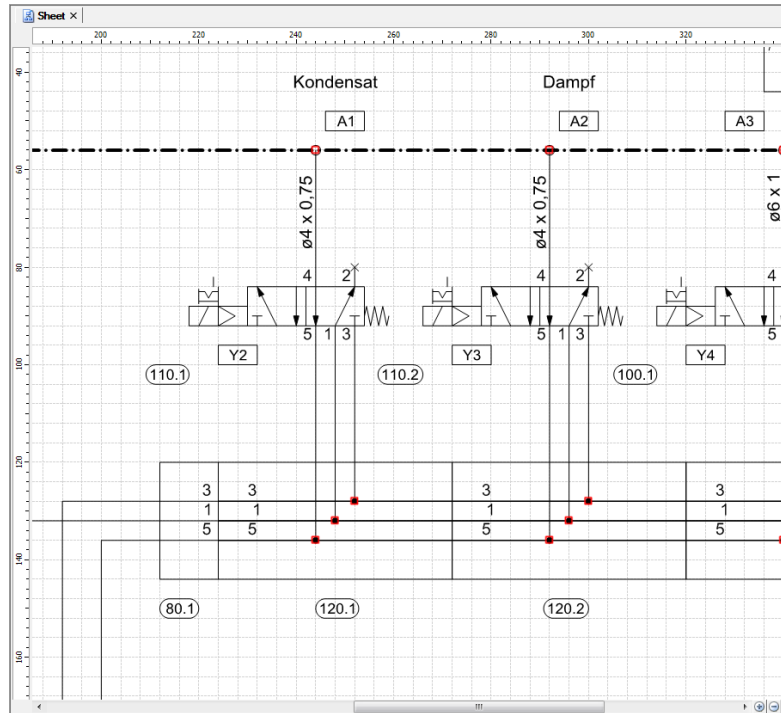 Sheet
200 220 240 260 280 300 320
40
60
80
100
120
140
160
Kondensat Dampf
A1 A2 A3
ø4 x 0,75 ø4 x 0,75 ø6 x 1
4 2 4 2 4
5 1 3 5 1 3 5
Y2 Y3 Y4
110.1 110.2 100.1
3 3 3 3
1 1 1 1
5 5 5 5
80.1 120.1 120.2